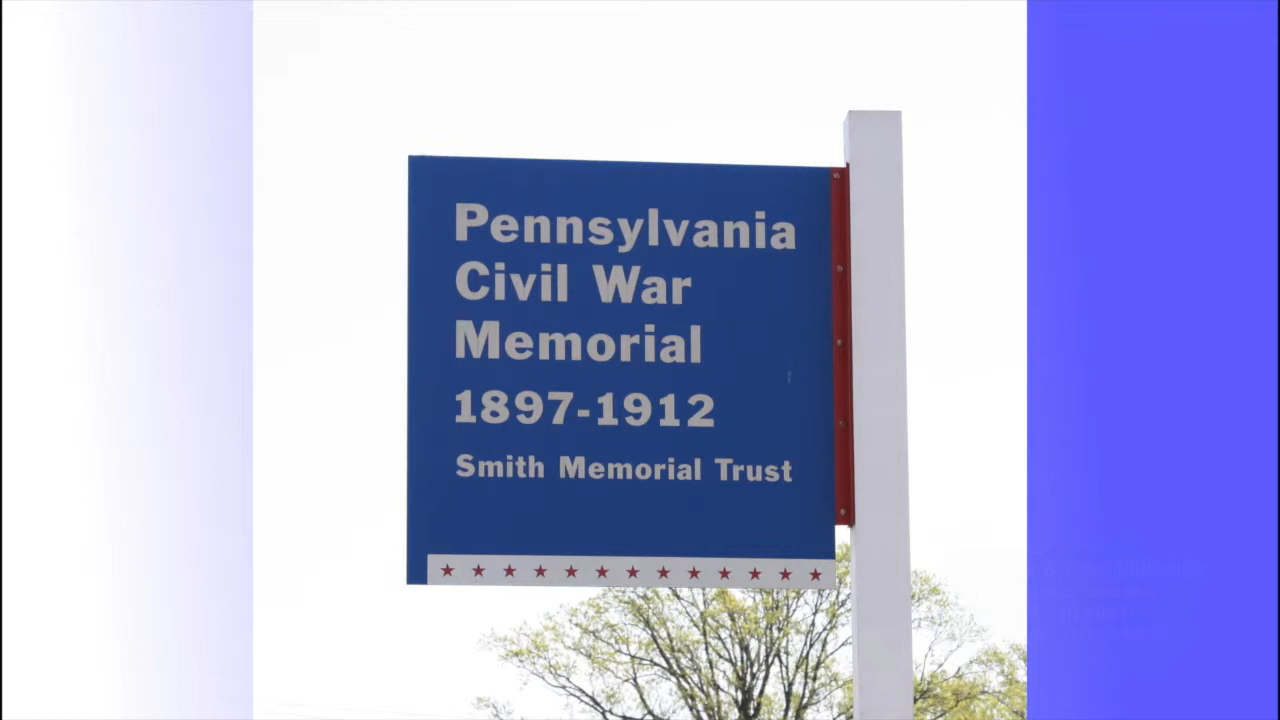 Pennsylvania
Civil War
Memorial
1897-1912
Smith Memorial Trust